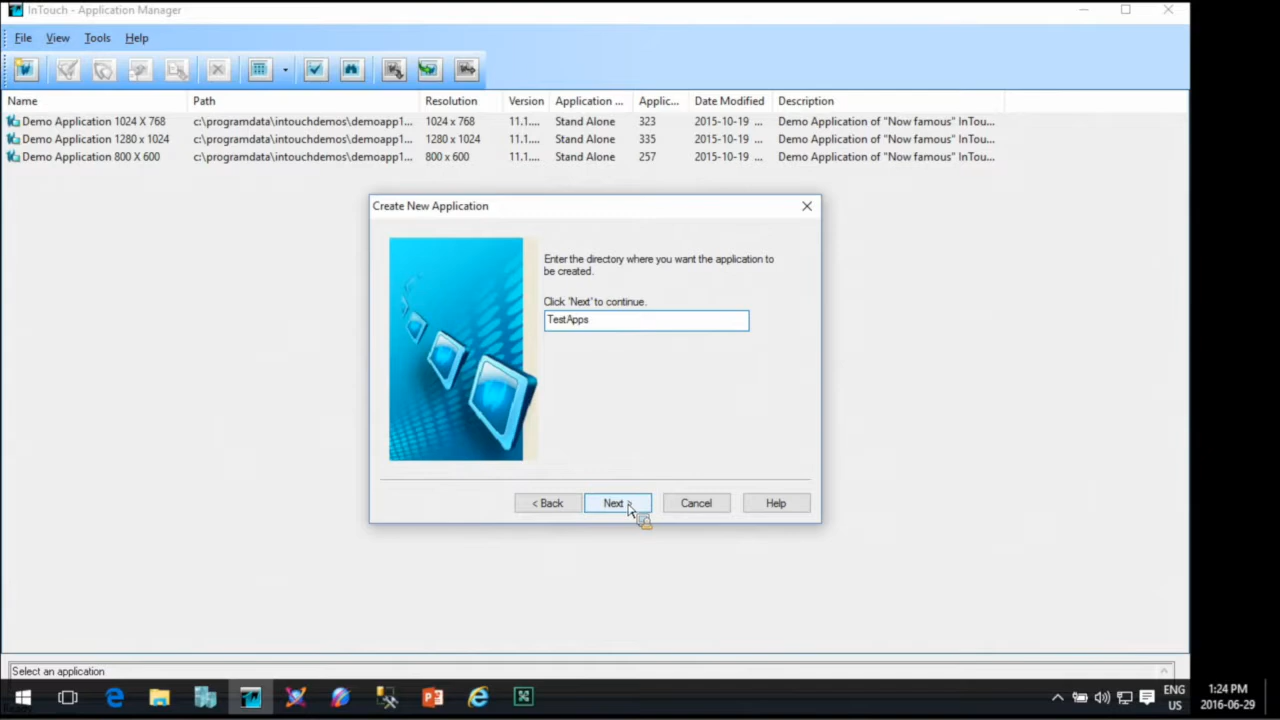 InTouch - Application Manager
File View Tools Help
Name Path Resolution Version Application ... Applic... Date Modified Description
Demo Application 1024 X 768 c:\programdata\intouchdemos\demoapp1... 1024 x 768 11.1.... Stand Alone 323 2015-10-19 ... Demo Application of "Now famous" InTou...
Demo Application 1280 x 1024 c:\programdata\intouchdemos\demoapp1... 1280 x 1024 11.1.... Stand Alone 335 2015-10-19 ... Demo Application of "Now famous" InTou...
Demo Application 800 X 600 c:\programdata\intouchdemos\demoapp1... 800 x 600 11.1.... Stand Alone 257 2015-10-19 ... Demo Application of "Now famous" InTou...
Create New Application
Enter the directory where you want the application to
be created.
Click 'Next' to continue.
TestApps
< Back Next > Cancel Help
Select an application
ENG
US
1:24 PM
2016-06-29